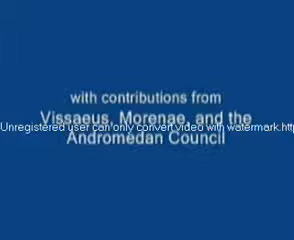 with contributions from
Vissaeus, Morenae, and the
Unregistered user can only convert video with watermark.http
Andromedan Council